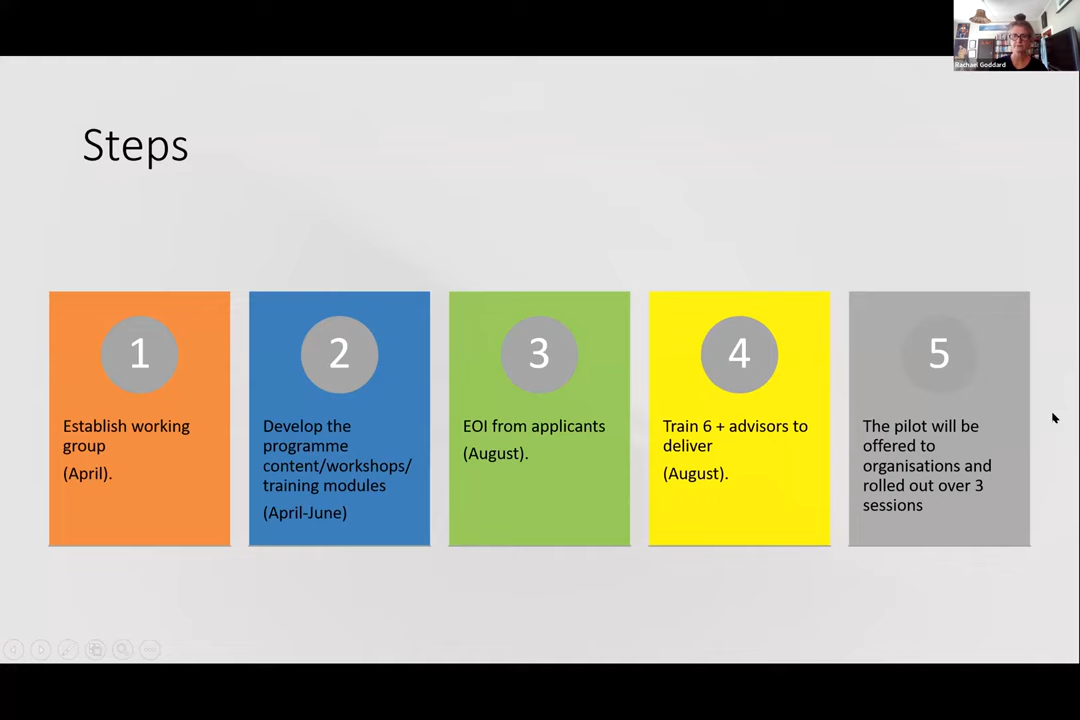 Rachael Goddard
Steps
1
Establish working
group
(April).
2
Develop the
programme
content/workshops/
training modules
(April-June)
3
EOI from applicants
(August).
4
Train 6 + advisors to
deliver
(August).
5
The pilot will be
offered to
organisations and
rolled out over 3
sessions